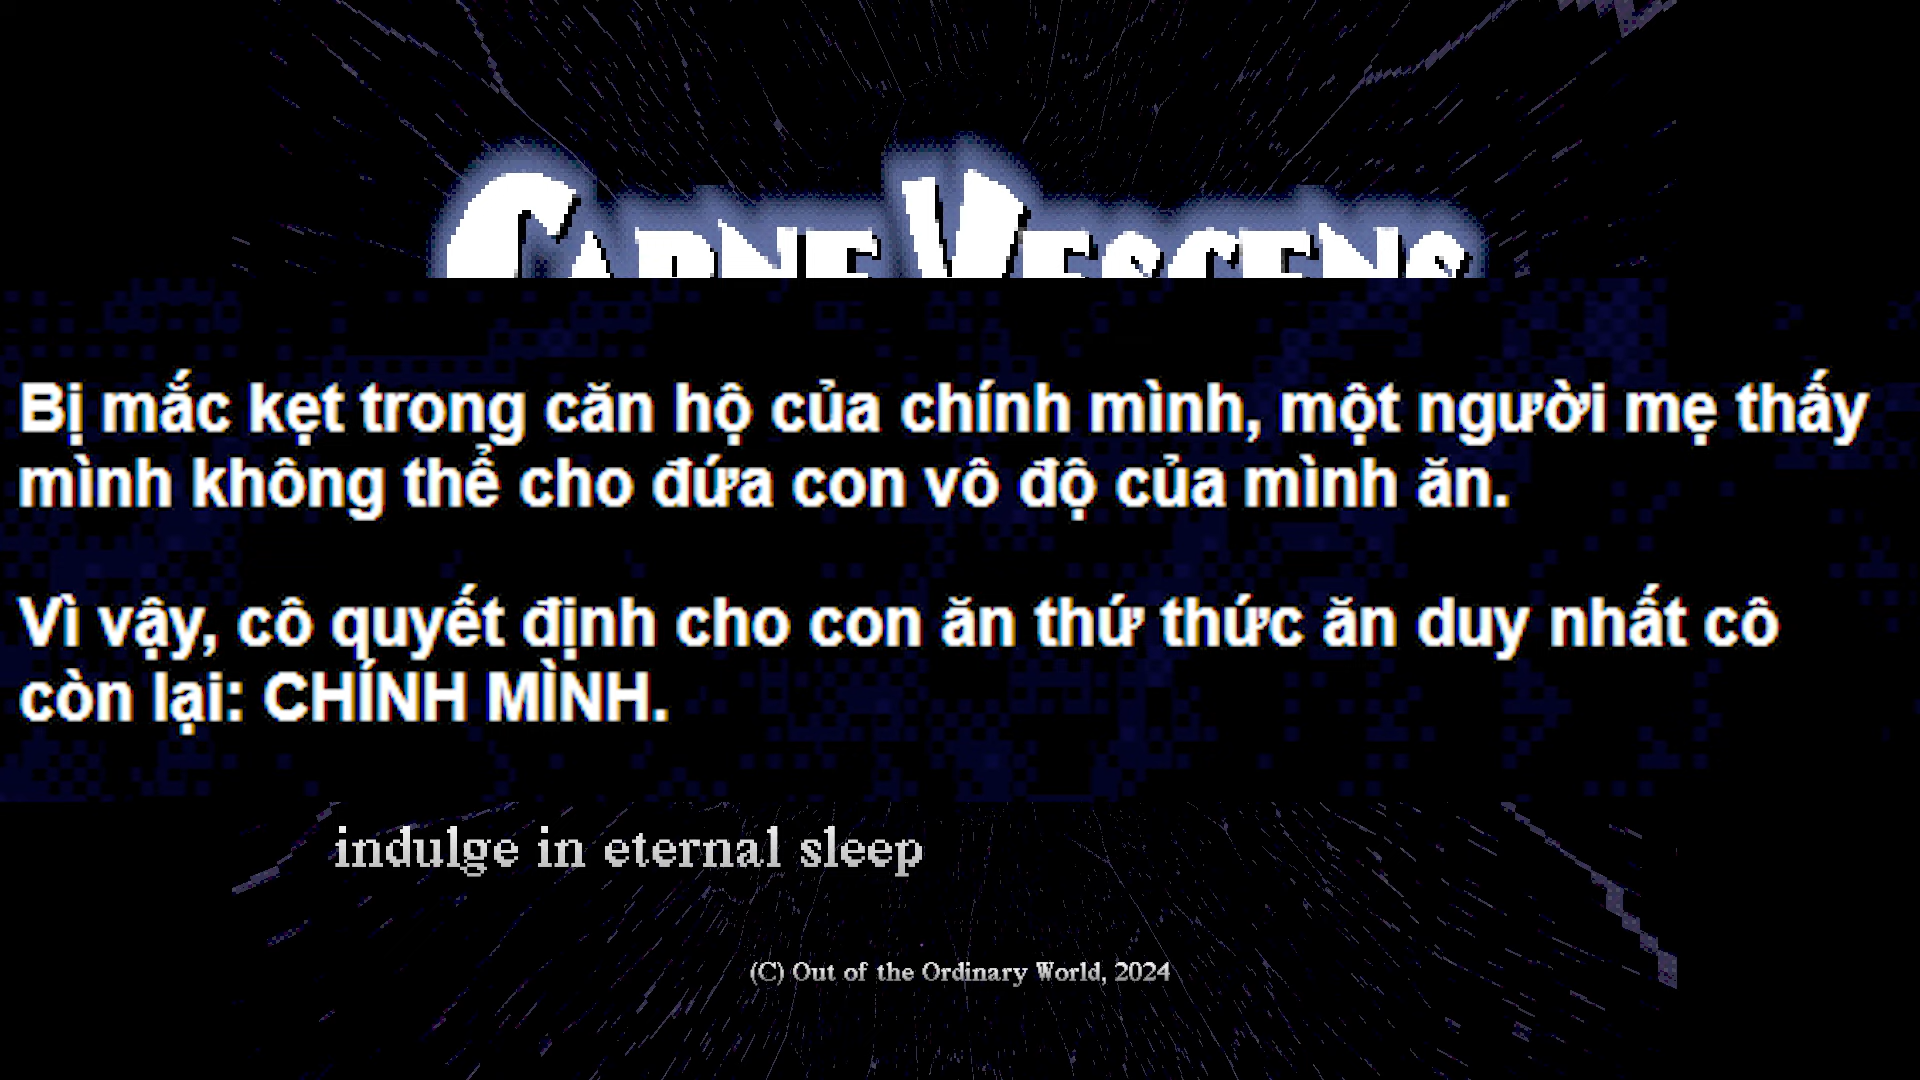 CARNE VESCENS
Bị mắc kẹt trong căn hộ của chính mình, một người mẹ thấy
mình không thể cho đứa con vô độ của mình ăn.
Vì vậy, cô quyết định cho con ăn thứ thức ăn duy nhất cô
còn lại: CHÍNH MÌNH.
indulge in eternal sleep
(C) Out of the Ordinary World, 2024